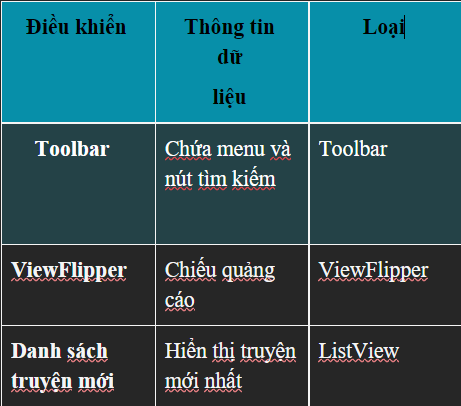 Điều khiển
Thông tin
dữ
liệu
Loại
Toolbar
Chứa menu và
nút tìm kiếm
Toolbar
ViewFlipper
Chiếu quảng
cáo
ViewFlipper
Danh sách
truyện mới
Hiển thị truyện
mới nhất
ListView